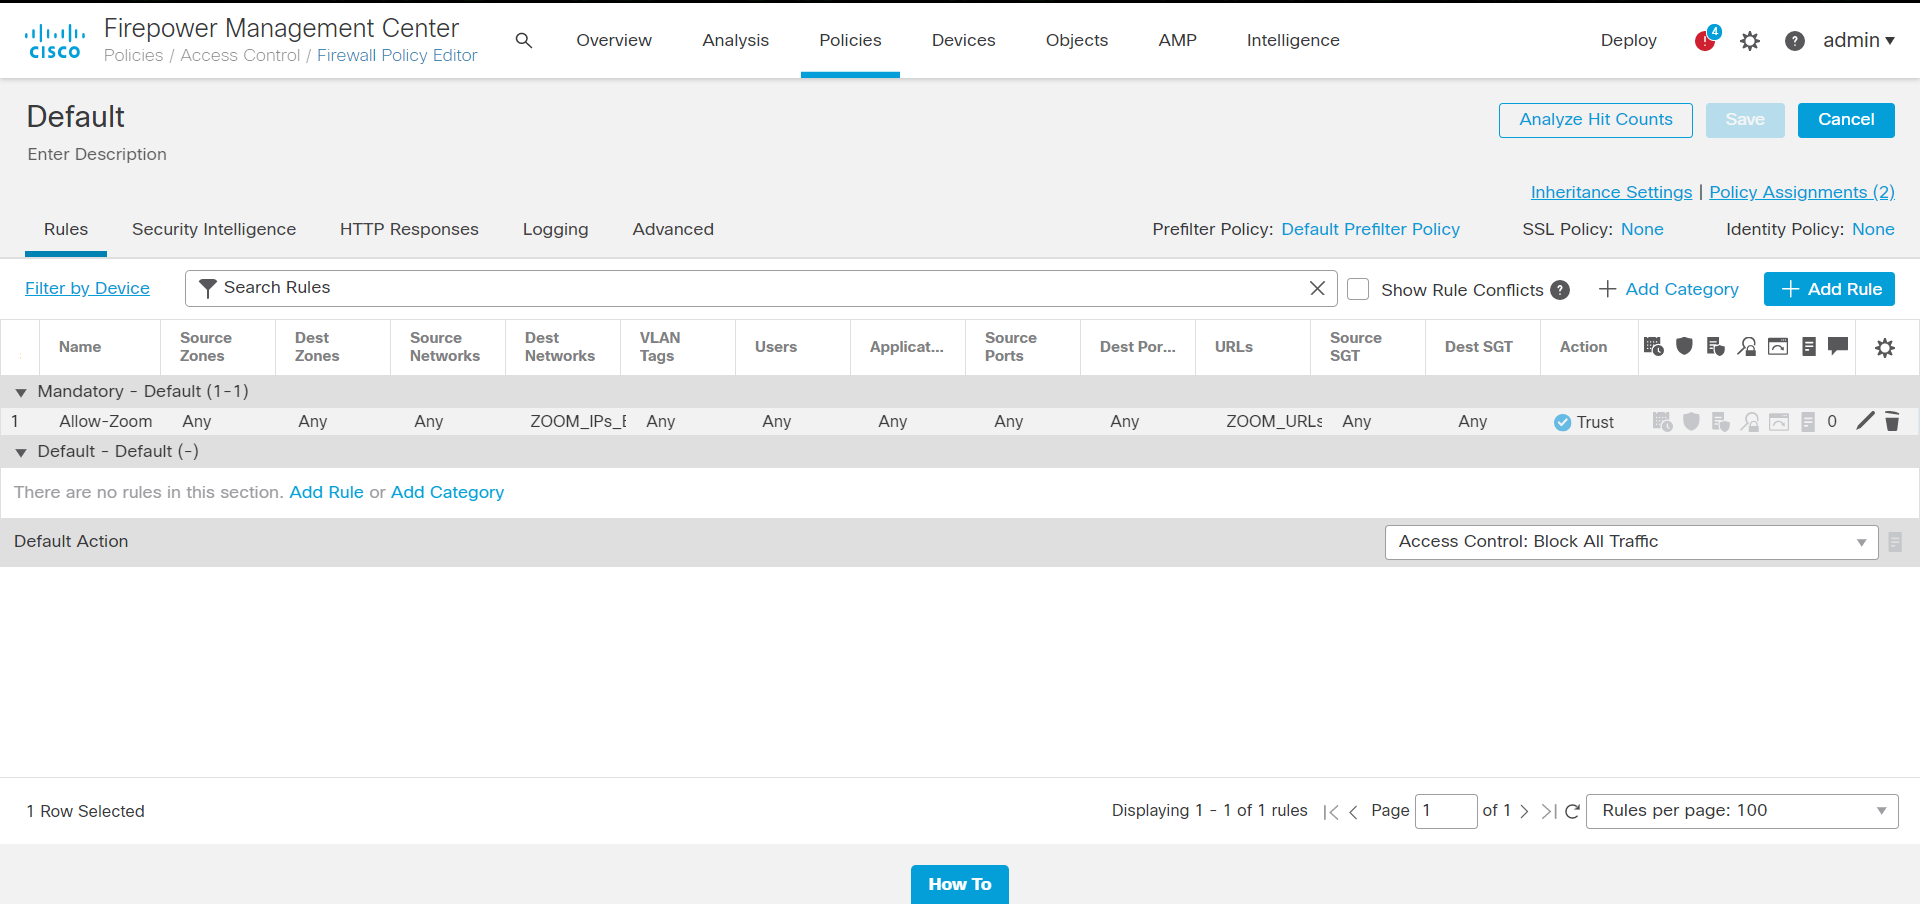 Firepower Management Center
CISCO
Policies / Access Control / Firewall Policy Editor
Overview Analysis Policies Devices Objects AMP Intelligence
Deploy 4 admin
Default
Enter Description
Analyze Hit Counts Save Cancel
Inheritance Settings | Policy Assignments (2)
Rules Security Intelligence HTTP Responses Logging Advanced
Prefilter Policy: Default Prefilter Policy SSL Policy: None Identity Policy: None
Filter by Device Search Rules Show Rule Conflicts ? + Add Category + Add Rule
Name Source Zones Dest Zones Source Networks Dest Networks VLAN Tags Users Applicat... Source Ports Dest Por... URLs Source SGT Dest SGT Action
Mandatory - Default (1-1)
1 Allow-Zoom Any Any Any ZOOM_IPs_ Any Any Any Any Any ZOOM_URLs Any Any Trust 0
Default - Default (-)
There are no rules in this section. Add Rule or Add Category
Default Action Access Control: Block All Traffic
1 Row Selected
Displaying 1 - 1 of 1 rules |< < Page 1 of 1 > >| Rules per page: 100
How To